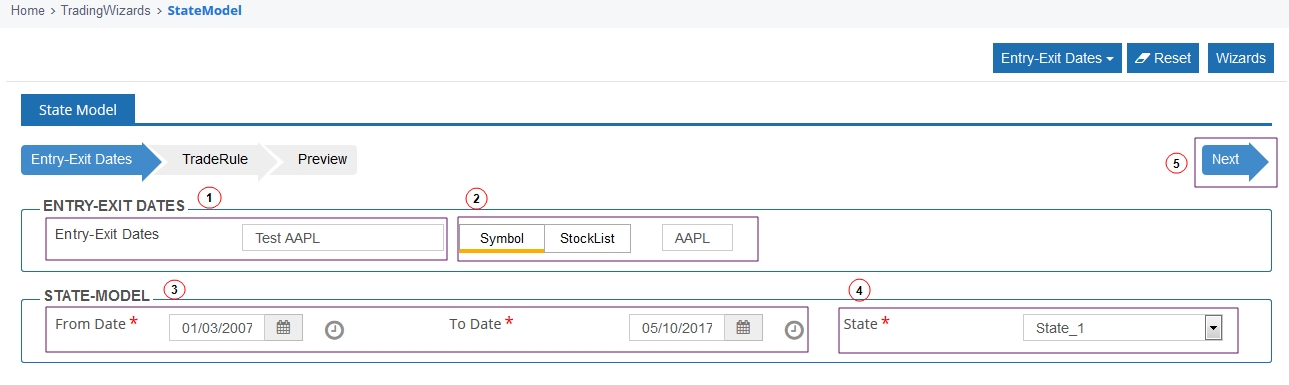 Home > TradingWizards > StateModel
Entry-Exit Dates Reset Wizards
State Model
Entry-Exit Dates TradeRule Preview 5 Next
ENTRY-EXIT DATES 1 2
Entry-Exit Dates Test AAPL Symbol StockList AAPL
STATE-MODEL 3 4
From Date * 01/03/2007 To Date * 05/10/2017 State * State_1